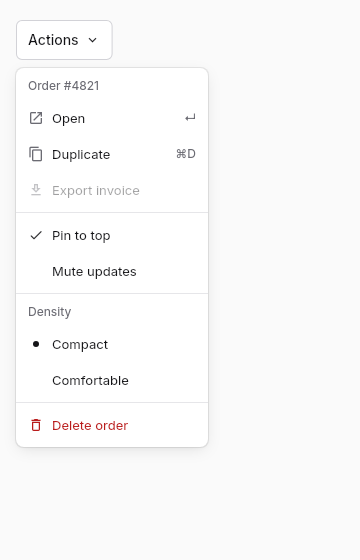 Actions
Order #4821
Open ↵
Duplicate ⌘D
Export invoice
Pin to top
Mute updates
Density
Compact
Comfortable
Delete order